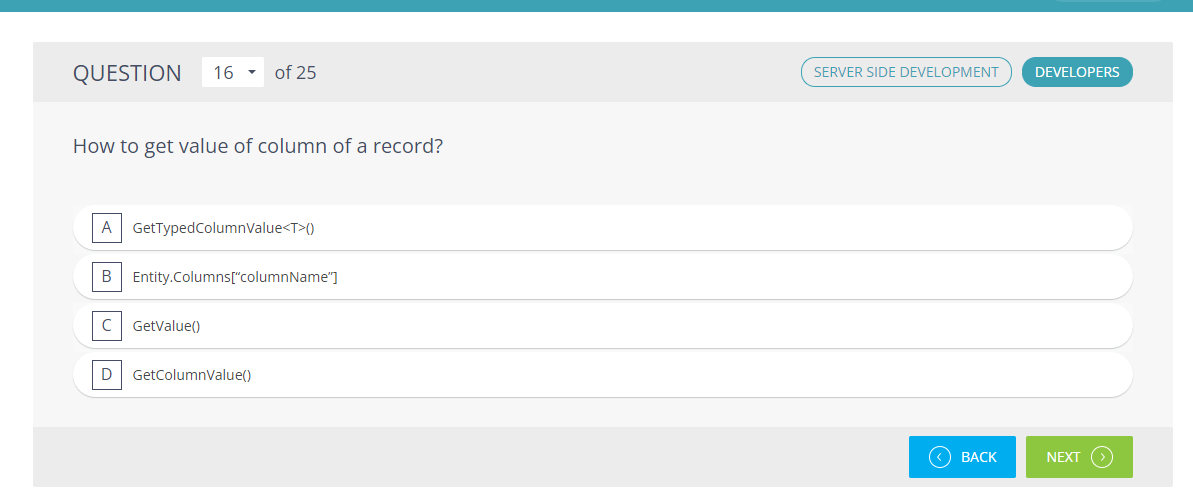 QUESTION 16 of 25 SERVER SIDE DEVELOPMENT DEVELOPERS
How to get value of column of a record?
A GetTypedColumnValue<T>()
B Entity.Columns[“columnName”]
C GetValue()
D GetColumnValue()
BACK NEXT